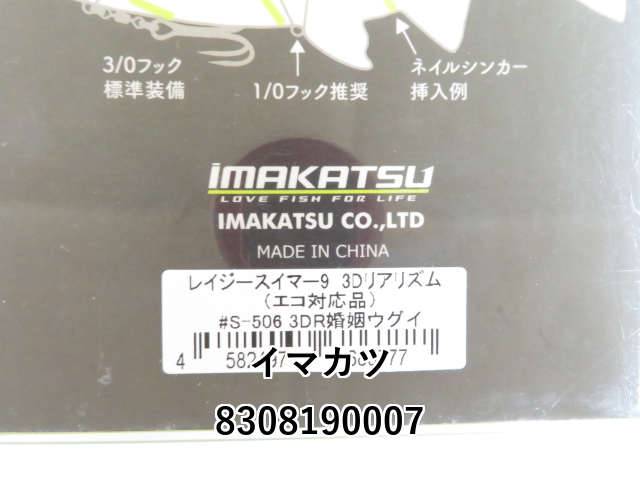 3/0フック
標準装備
1/0フック推奨
ネイルシンカー
挿入例
IMAKATSU
LOVE FISH FOR LIFE
IMAKATSU CO.,LTD
MADE IN CHINA
レイジースイマー9 3Dリアリズム
(エコ対応品)
#S-506 3DR婚姻ウグイ
イマカツ
8308190007